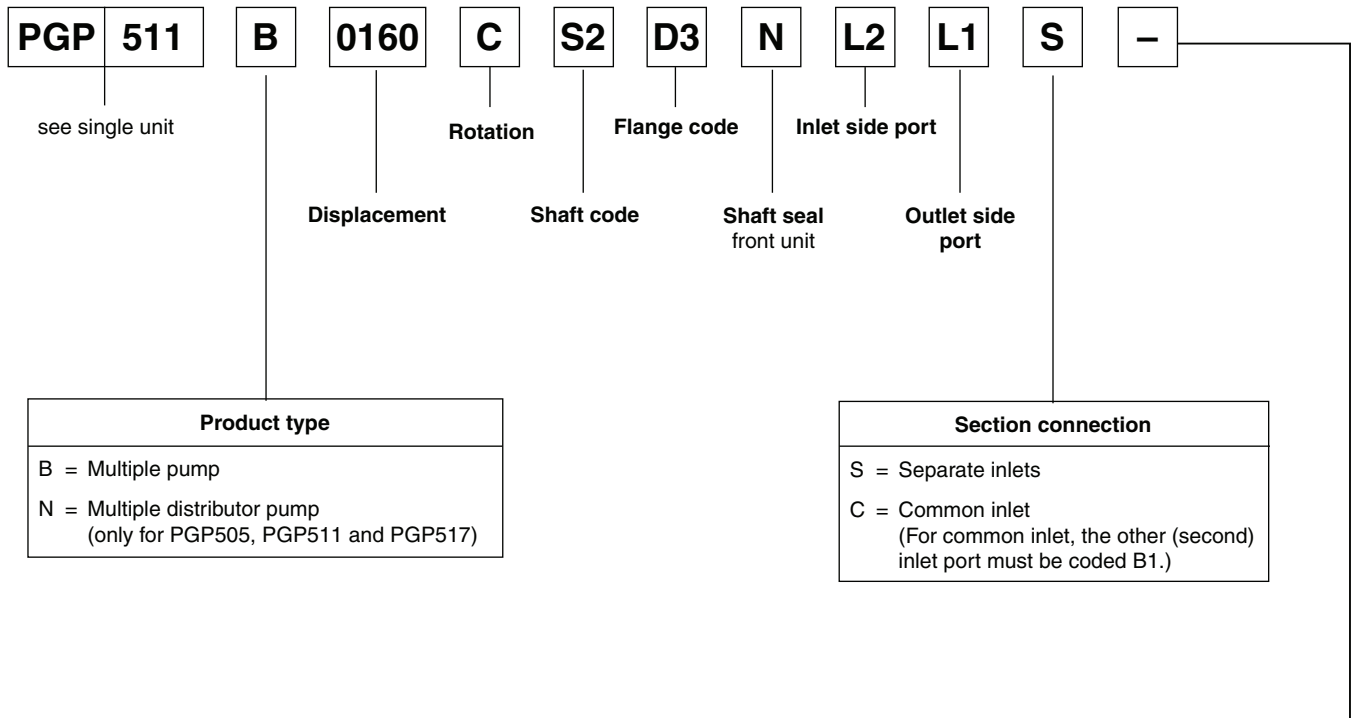 PGP 511 B 0160 C S2 D3 N L2 L1 S –
see single unit
Rotation
Flange code
Inlet side port
Displacement
Shaft code
Shaft seal
front unit
Outlet side
port
Product type
B = Multiple pump
N = Multiple distributor pump
(only for PGP505, PGP511 and PGP517)
Section connection
S = Separate inlets
C = Common inlet
(For common inlet, the other (second)
inlet port must be coded B1.)